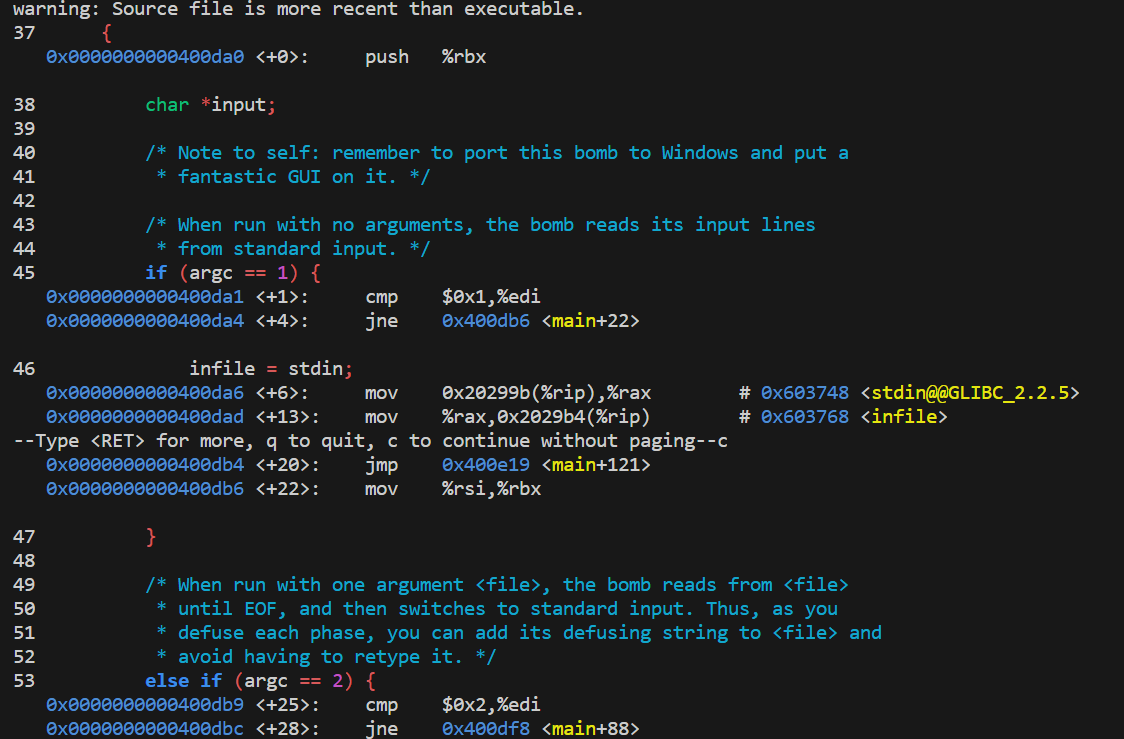 warning: Source file is more recent than executable.
37      {
   0x0000000000400da0 <+0>:     push   %rbx

38          char *input;
39
40          /* Note to self: remember to port this bomb to Windows and put a
41           * fantastic GUI on it. */
42
43          /* When run with no arguments, the bomb reads its input lines
44           * from standard input. */
45          if (argc == 1) {
   0x0000000000400da1 <+1>:     cmp    $0x1,%edi
   0x0000000000400da4 <+4>:     jne    0x400db6 <main+22>

46              infile = stdin;
   0x0000000000400da6 <+6>:     mov    0x20299b(%rip),%rax        # 0x603748 <stdin@@GLIBC_2.2.5>
   0x0000000000400dad <+13>:    mov    %rax,0x2029b4(%rip)        # 0x603768 <infile>
--Type <RET> for more, q to quit, c to continue without paging--c
   0x0000000000400db4 <+20>:    jmp    0x400e19 <main+121>
   0x0000000000400db6 <+22>:    mov    %rsi,%rbx

47          }
48
49          /* When run with one argument <file>, the bomb reads from <file>
50           * until EOF, and then switches to standard input. Thus, as you
51           * defuse each phase, you can add its defusing string to <file> and
52           * avoid having to retype it. */
53          else if (argc == 2) {
   0x0000000000400db9 <+25>:    cmp    $0x2,%edi
   0x0000000000400dbc <+28>:    jne    0x400df8 <main+88>